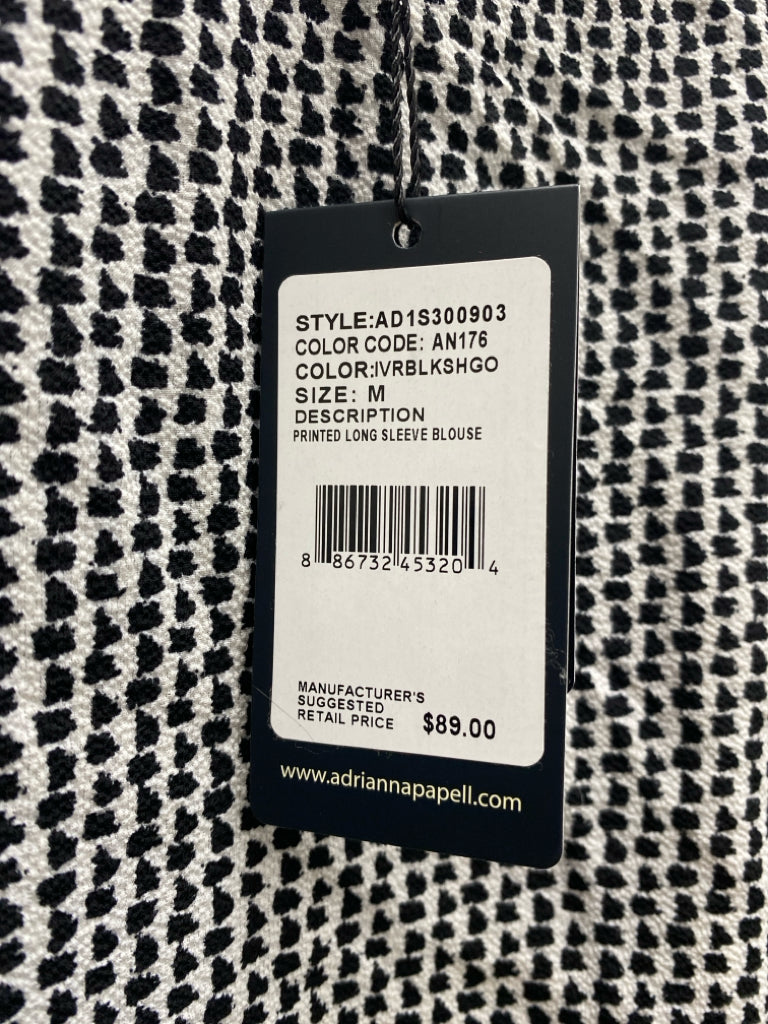 STYLE:AD1S300903
COLOR CODE: AN176
COLOR:IVRBLKSHGO
SIZE: M
DESCRIPTION
PRINTED LONG SLEEVE BLOUSE
8 86732 45320 4
MANUFACTURER'S
SUGGESTED
RETAIL PRICE $89.00
www.adriannapapell.com